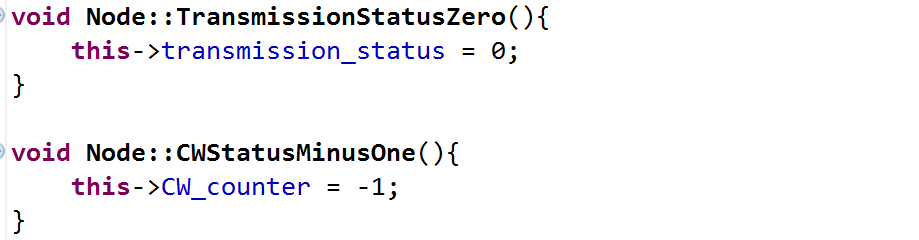 void Node::TransmissionStatusZero(){
    this->transmission_status = 0;
}

void Node::CWStatusMinusOne(){
    this->CW_counter = -1;
}